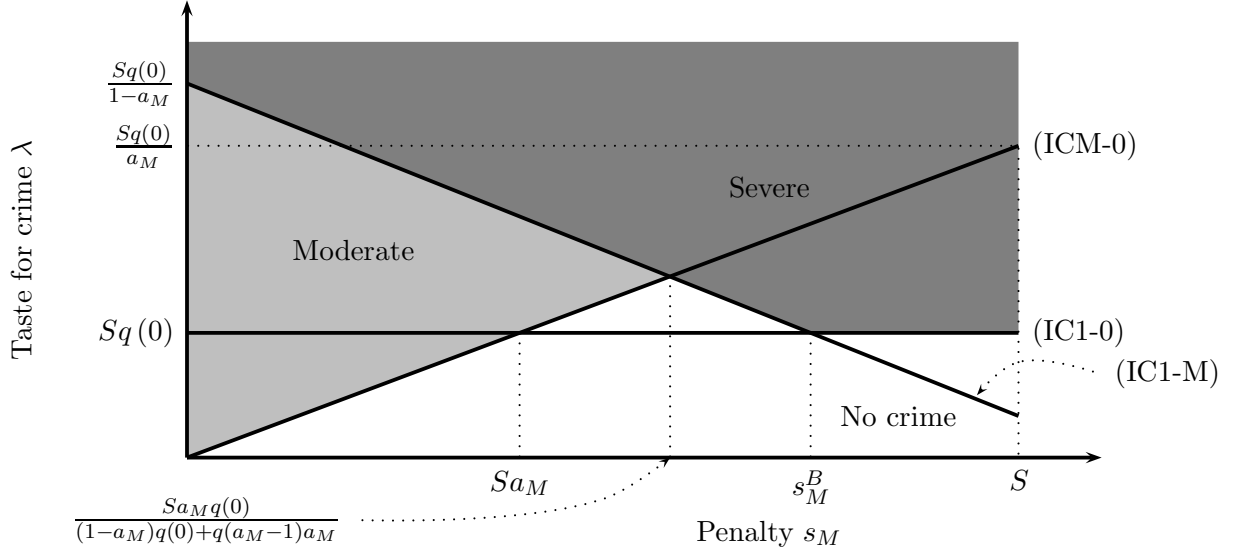 Taste for crime λ
Sq(0)/(1−a_M)
Sq(0)/a_M
(ICM-0)
Severe
Moderate
Sq(0)
(IC1-0)
(IC1-M)
No crime
Sa_M
s_M^B
S
Sa_M q(0)/((1−a_M)q(0)+q(a_M−1)a_M)
Penalty s_M